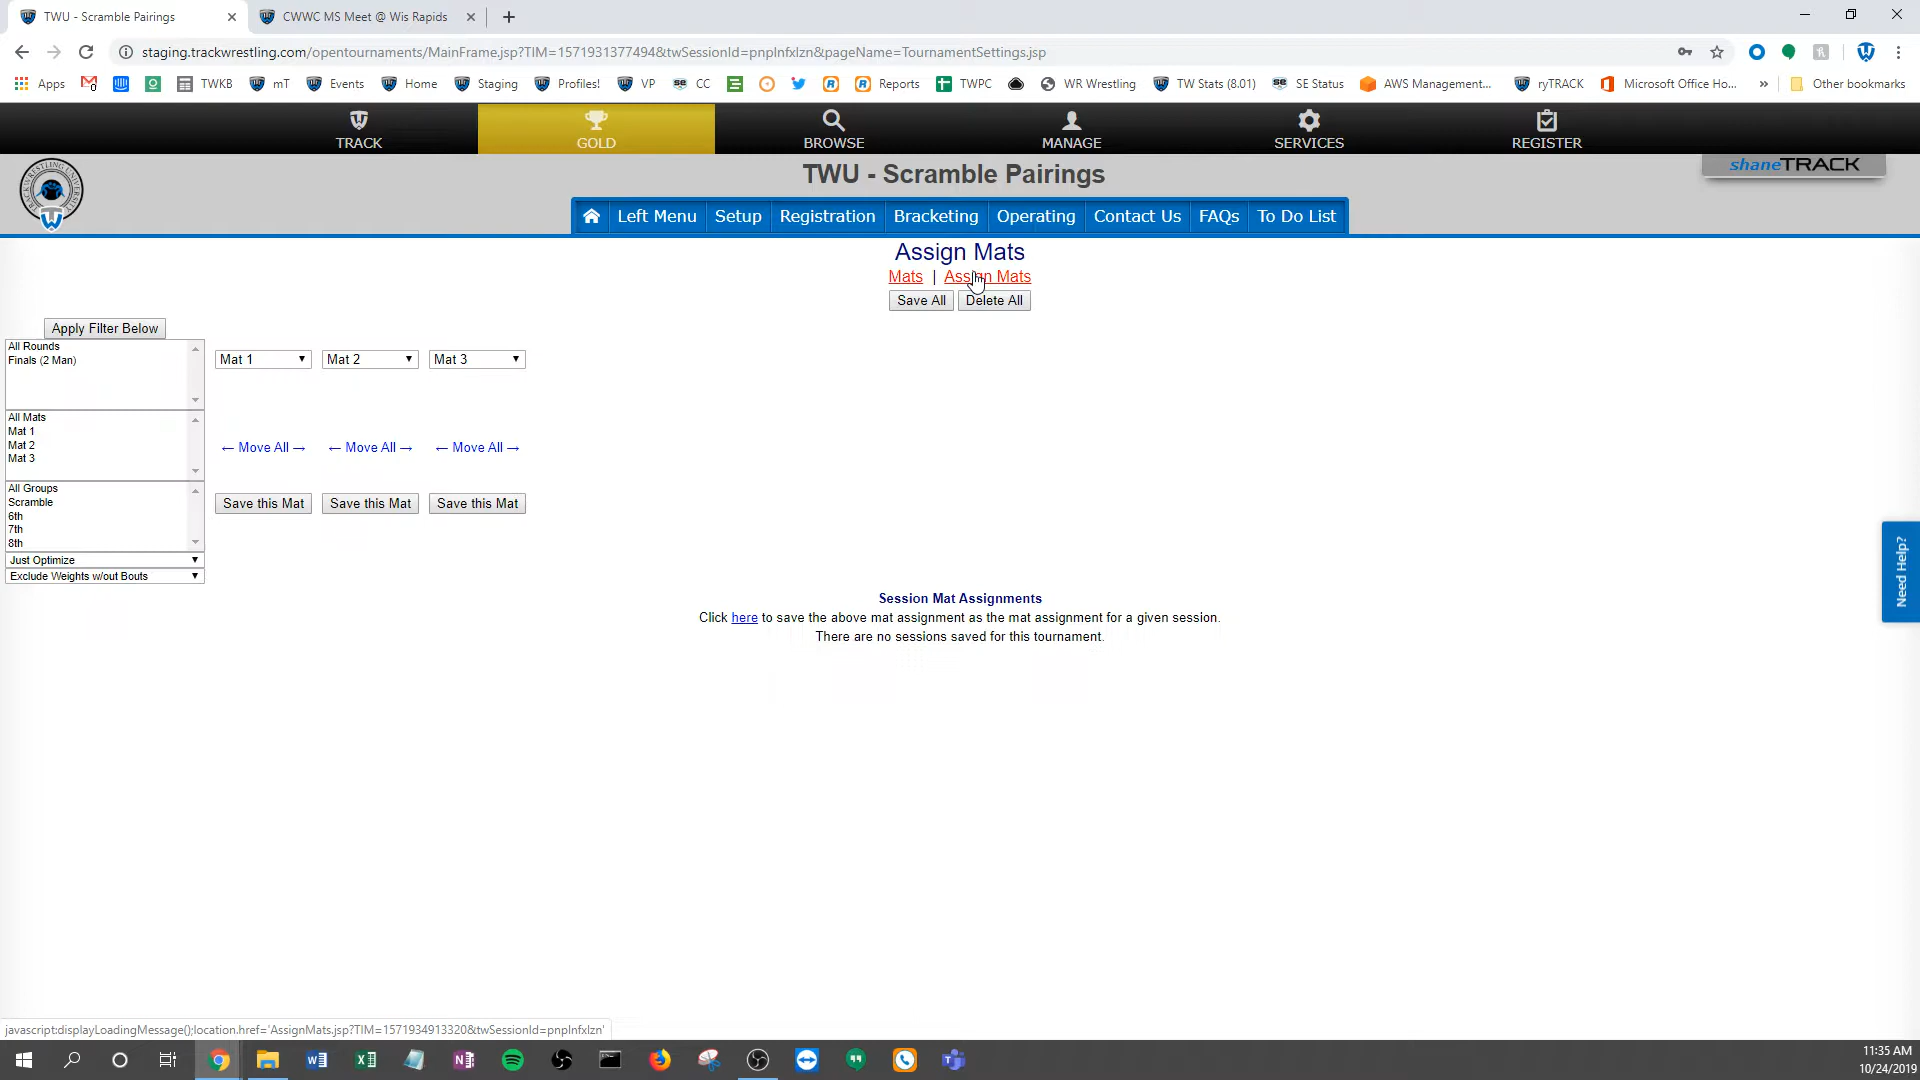 TWU - Scramble Pairings
CWWC MS Meet @ Wis Rapids
staging.trackwrestling.com/opentournaments/MainFrame.jsp?TIM=1571931377494&twSessionId=pnplnfxlzn&pageName=TournamentSettings.jsp
Apps TWKB mT Events Home Staging Profiles! VP CC Reports TWPC WR Wrestling TW Stats (8.01) SE Status AWS Management... ryTRACK Microsoft Office Ho... » Other bookmarks
TRACK GOLD BROWSE MANAGE SERVICES REGISTER
TWU - Scramble Pairings
shaneTRACK
Left Menu Setup Registration Bracketing Operating Contact Us FAQs To Do List
Assign Mats
Mats | Assign Mats
Save All Delete All
Apply Filter Below
All Rounds
Finals (2 Man)
All Mats
Mat 1
Mat 2
Mat 3
All Groups
Scramble
6th
7th
8th
Just Optimize
Exclude Weights w/out Bouts
Mat 1 Mat 2 Mat 3
← Move All → ← Move All → ← Move All →
Save this Mat Save this Mat Save this Mat
Need Help?
Session Mat Assignments
Click here to save the above mat assignment as the mat assignment for a given session.
There are no sessions saved for this tournament.
javascript:displayLoadingMessage();location.href='AssignMats.jsp?TIM=1571934913320&twSessionId=pnplnfxlzn'
11:35 AM
10/24/2019